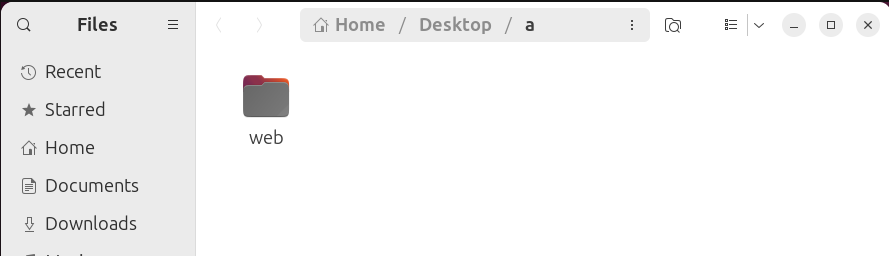 Files
Home / Desktop / a
Recent
Starred
Home
Documents
Downloads
web